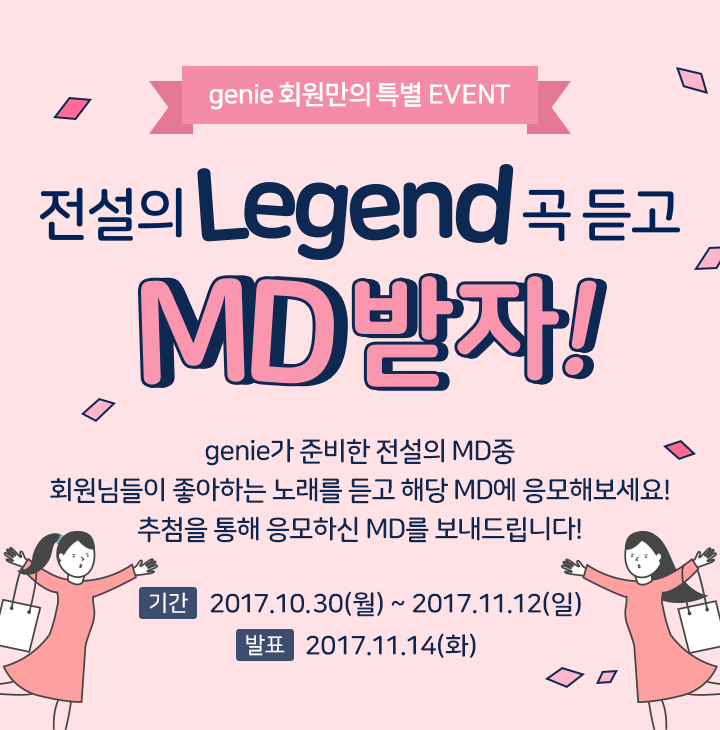 genie 회원만의 특별 EVENT
전설의 Legend 곡 듣고
MD 받자!
genie가 준비한 전설의 MD중
회원님들이 좋아하는 노래를 듣고 해당 MD에 응모해보세요!
추첨을 통해 응모하신 MD를 보내드립니다!
기간 2017.10.30(월) ~ 2017.11.12(일)
발표 2017.11.14(화)